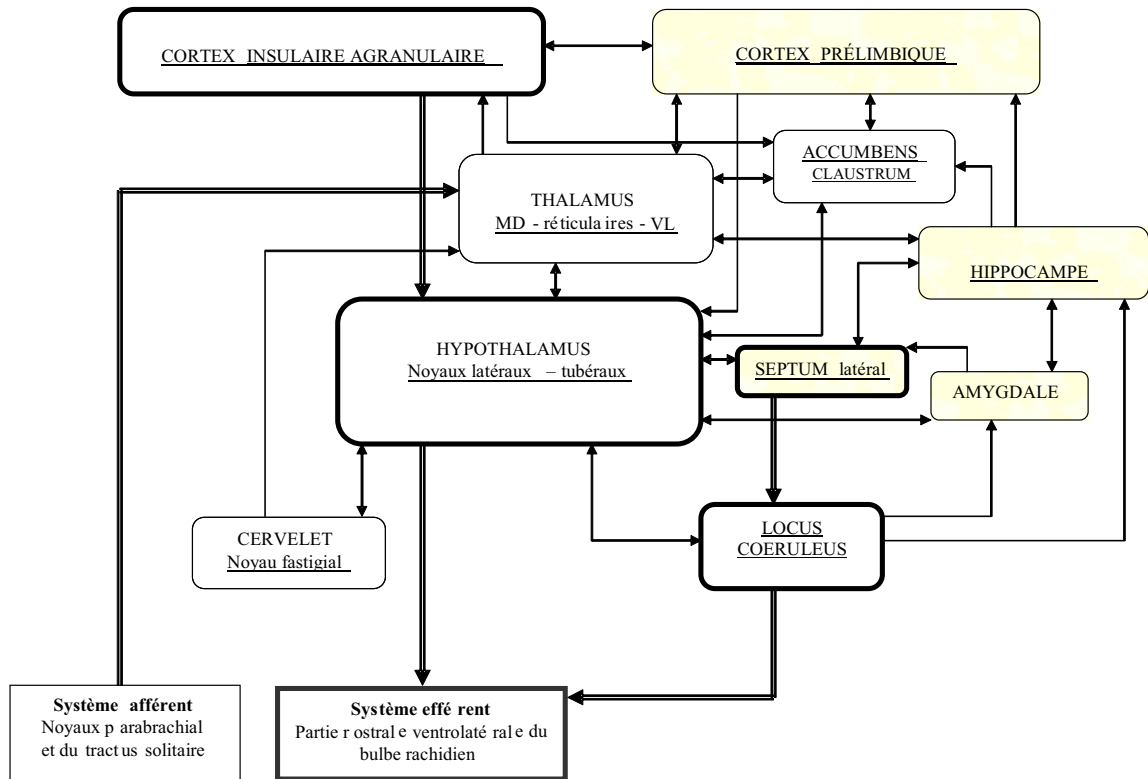 CORTEX INSULAIRE AGRANULAIRE
CORTEX PRÉLIMBIQUE
ACCUMBENS
CLAUSTRUM
THALAMUS
MD - réticulaires - VL
HIPPOCAMPE
HYPOTHALAMUS
Noyaux latéraux – tubéraux
SEPTUM latéral
AMYGDALE
CERVELET
Noyau fastigial
LOCUS
COERULEUS
Système afférent
Noyaux parabrachial
et du tractus solitaire
Système efférent
Partie rostrale ventrolatérale du
bulbe rachidien